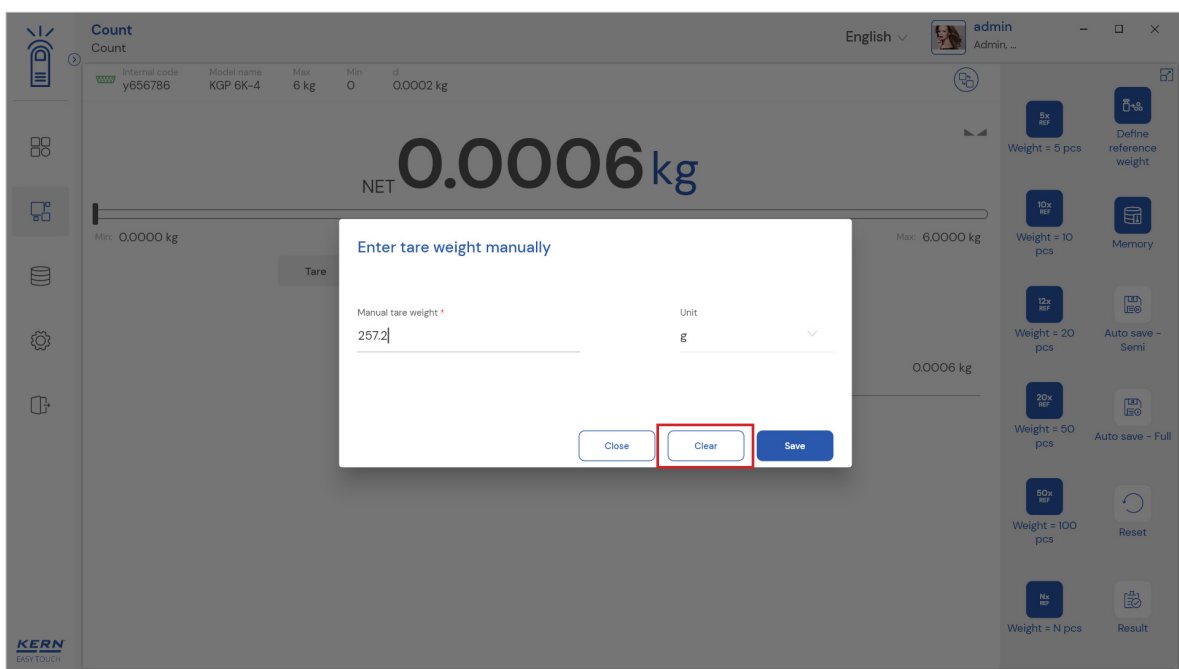 Count
Count
English
admin
Admin, ...
Internal code
y656786
Model name
KGP 6K-4
Max
6 kg
Min
0
d
0.0002 kg
NET 0.0006 kg
Min: 0.0000 kg
Max: 6.0000 kg
Tare
0.0006 kg
Enter tare weight manually
Manual tare weight *
257.2
Unit
g
Close
Clear
Save
5x
REF
Weight = 5 pcs
Define
reference
weight
10x
REF
Weight = 10
pcs
Memory
12x
REF
Weight = 20
pcs
Auto save -
Semi
20x
REF
Weight = 50
pcs
Auto save - Full
50x
REF
Weight = 100
pcs
Reset
Nx
REF
Weight = N pcs
Result
KERN
EASY TOUCH